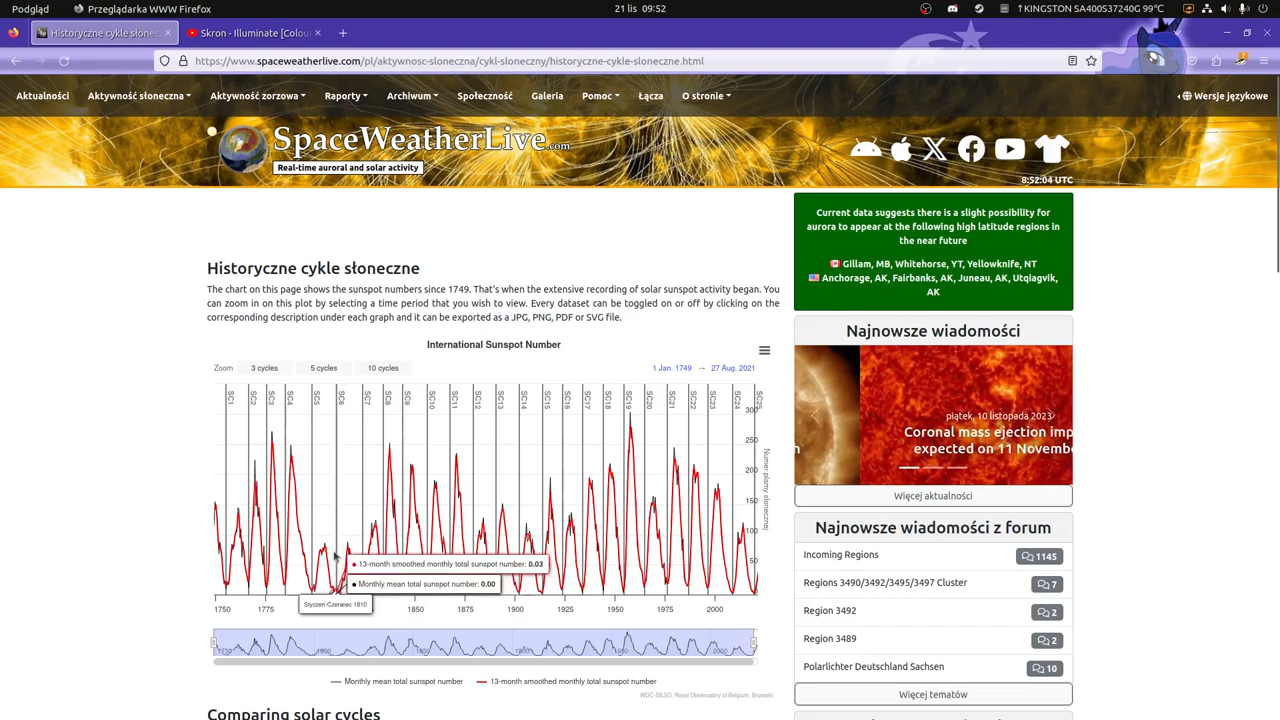 Podgląd
Przeglądarka WWW Firefox
21 lis 09:52
↑KINGSTON SA400S37240G 99°C
Historyczne cykle słonec
Skron - Illuminate [Colou
https://www.spaceweatherlive.com/pl/aktywnosc-sloneczna/cykl-sloneczny/historyczne-cykle-sloneczne.html
Aktualności
Aktywność słoneczna
Aktywność zorzowa
Raporty
Archiwum
Społeczność
Galeria
Pomoc
Łącza
O stronie
Wersje językowe
SpaceWeatherLive.com
Real-time auroral and solar activity
8:52:04 UTC
Current data suggests there is a slight possibility for
aurora to appear at the following high latitude regions in
the near future
Gillam, MB, Whitehorse, YT, Yellowknife, NT
Anchorage, AK, Fairbanks, AK, Juneau, AK, Utqiagvik,
AK
Historyczne cykle słoneczne
The chart on this page shows the sunspot numbers since 1749. That's when the extensive recording of solar sunspot activity began. You
can zoom in on this plot by selecting a time period that you wish to view. Every dataset can be toggled on or off by clicking on the
corresponding description under each graph and it can be exported as a JPG, PNG, PDF or SVG file.
International Sunspot Number
Zoom
3 cycles
5 cycles
10 cycles
1 Jan. 1749 → 27 Aug. 2021
SC1
SC2
SC3
SC4
SC5
SC6
SC7
SC8
SC9
SC10
SC11
SC12
SC13
SC14
SC15
SC16
SC17
SC18
SC19
SC20
SC21
SC22
SC23
SC24
SC25
300
250
200
150
100
50
Numer plamy słonecznej
13-month smoothed monthly total sunspot number: 0.03
Monthly mean total sunspot number: 0.00
Styczeń-Czerwiec 1810
1750
1775
1850
1875
1900
1925
1950
1975
2000
1750
1800
1850
1900
1950
2000
Monthly mean total sunspot number
13-month smoothed monthly total sunspot number
WDC-SILSO, Royal Observatory of Belgium, Brussels
Comparing solar cycles
Najnowsze wiadomości
piątek, 10 listopada 2023
Coronal mass ejection imp
expected on 11 Novemb
Więcej aktualności
Najnowsze wiadomości z forum
Incoming Regions
1145
Regions 3490/3492/3495/3497 Cluster
7
Region 3492
2
Region 3489
2
Polarlichter Deutschland Sachsen
10
Więcej tematów